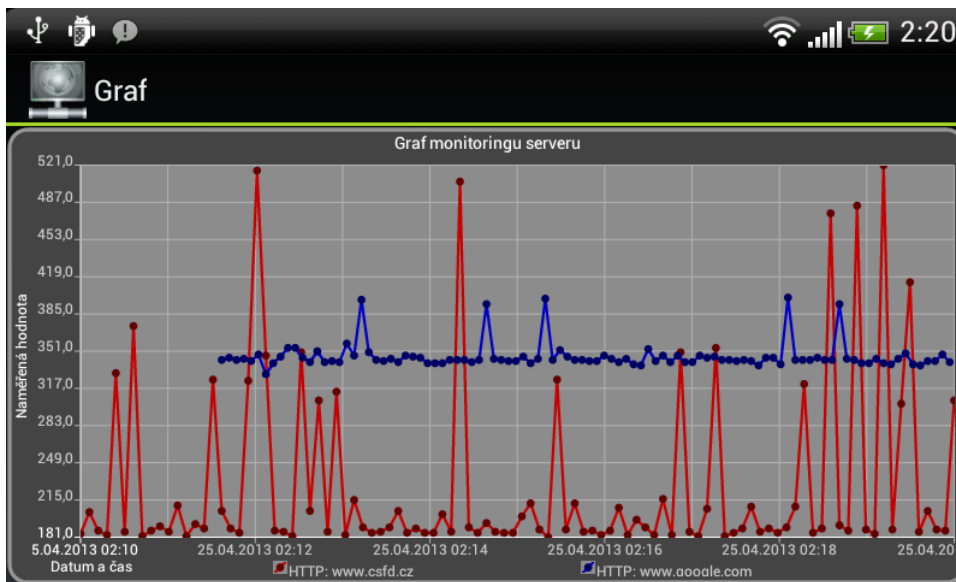 2:20
Graf
Graf monitoringu serveru
521,0
487,0
453,0
419,0
385,0
351,0
317,0
283,0
249,0
215,0
181,0
Naměřená hodnota
5.04.2013 02:10 25.04.2013 02:12 25.04.2013 02:14 25.04.2013 02:16 25.04.2013 02:18 25.04.20
Datum a čas
HTTP: www.csfd.cz HTTP: www.google.com